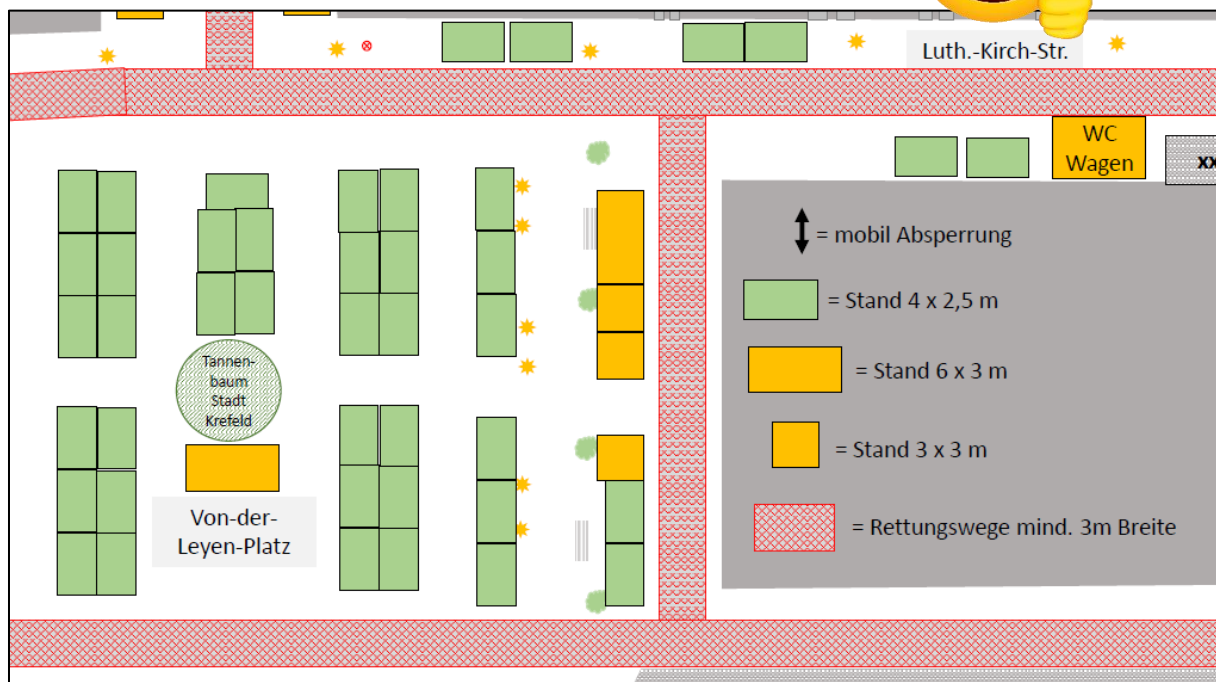 Luth.-Kirch-Str.
WC
Wagen
xx
= mobil Absperrung
= Stand 4 x 2,5 m
= Stand 6 x 3 m
= Stand 3 x 3 m
= Rettungswege mind. 3m Breite
Tannen-
baum
Stadt
Krefeld
Von-der-
Leyen-Platz